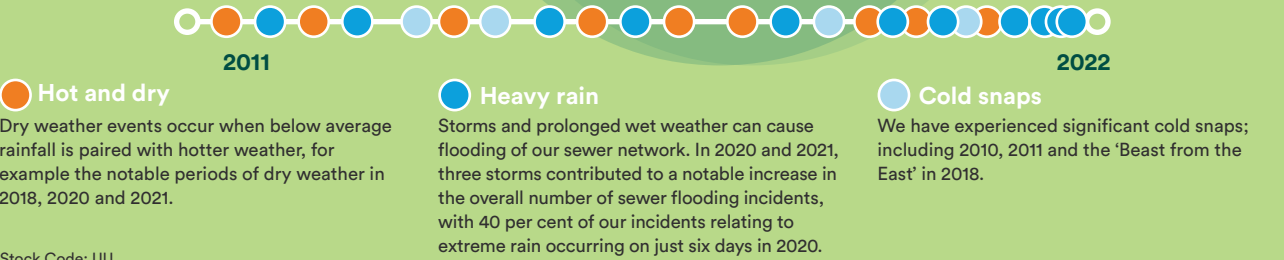 2011
2022
Hot and dry
Dry weather events occur when below average
rainfall is paired with hotter weather, for
example the notable periods of dry weather in
2018, 2020 and 2021.
Heavy rain
Storms and prolonged wet weather can cause
flooding of our sewer network. In 2020 and 2021,
three storms contributed to a notable increase in
the overall number of sewer flooding incidents,
with 40 per cent of our incidents relating to
extreme rain occurring on just six days in 2020.
Cold snaps
We have experienced significant cold snaps;
including 2010, 2011 and the ‘Beast from the
East’ in 2018.
Stock Code: UU